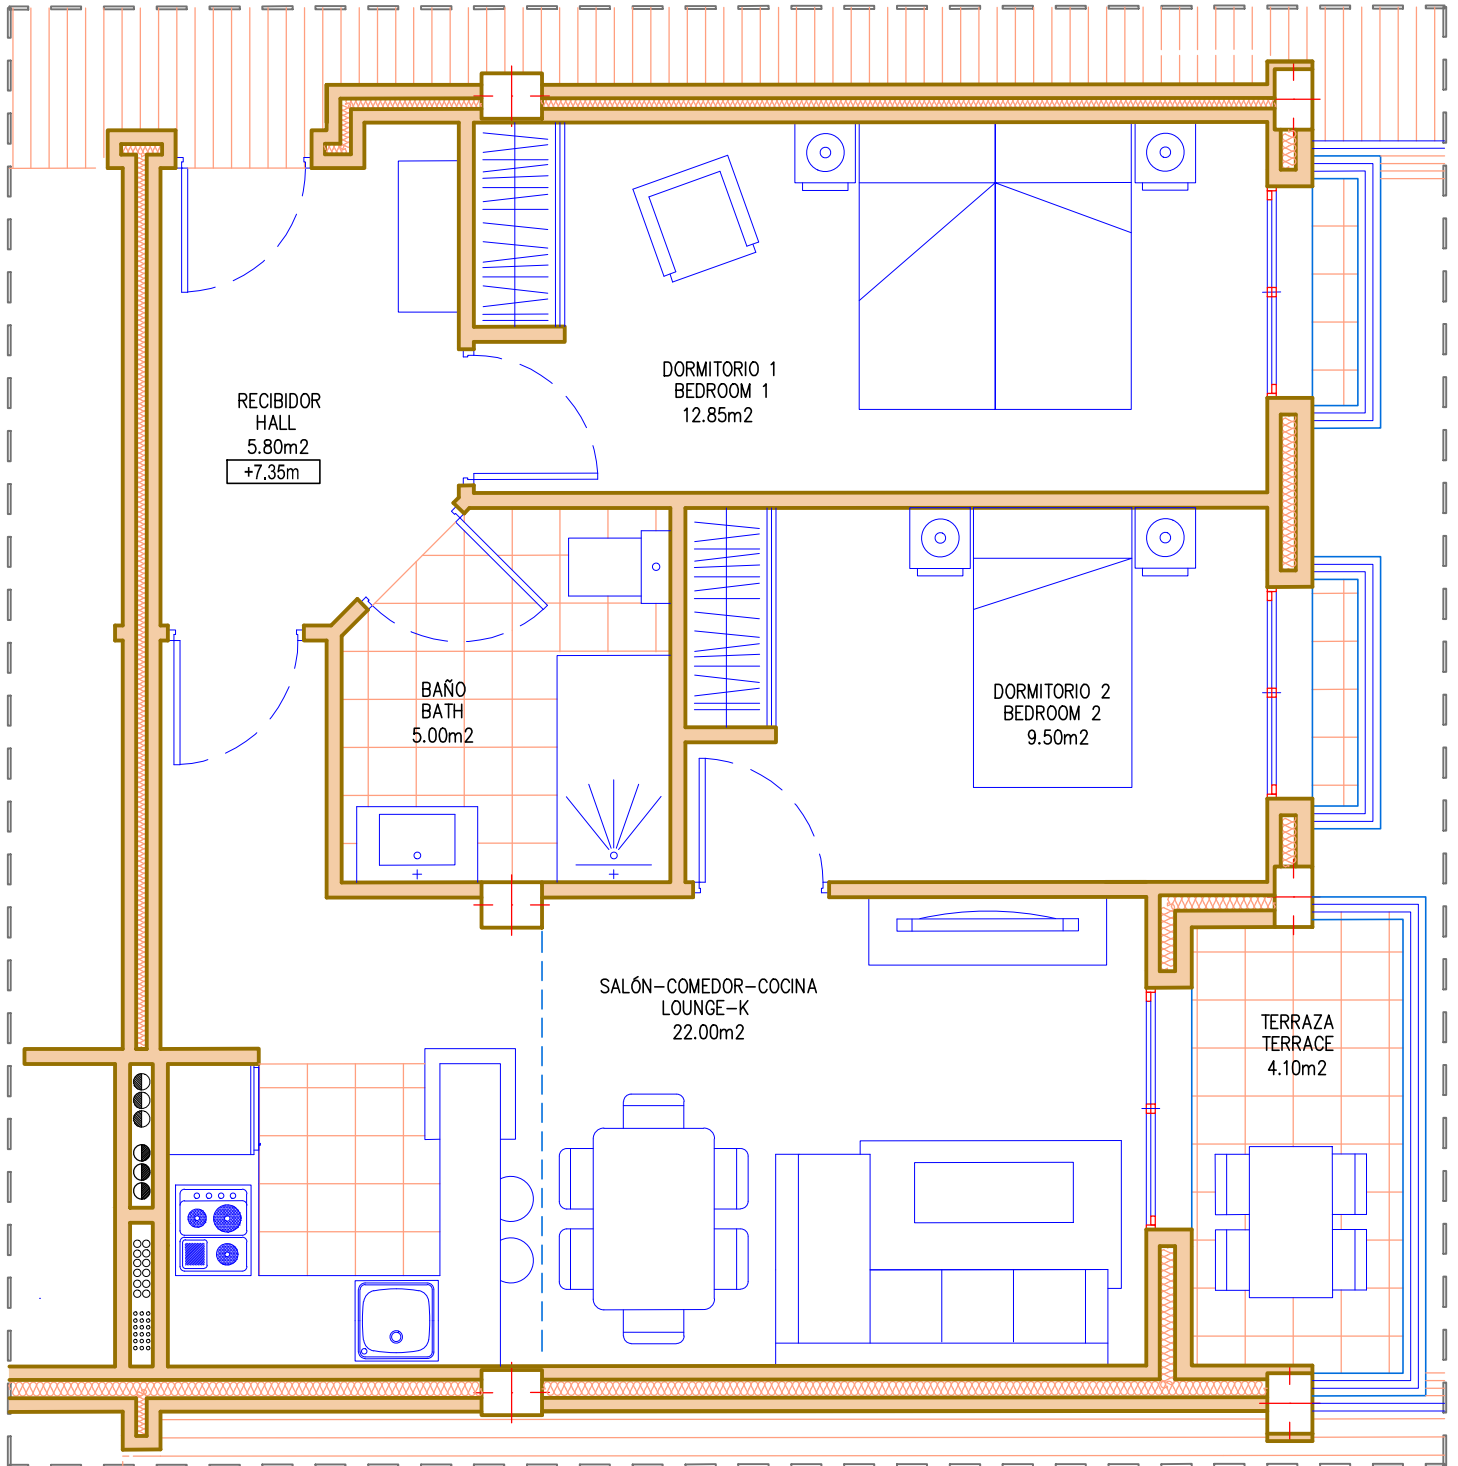 DORMITORIO 1
BEDROOM 1
12.85m2
RECIBIDOR
HALL
5.80m2
+7,35m
BAÑO
BATH
5.00m2
DORMITORIO 2
BEDROOM 2
9.50m2
SALÓN-COMEDOR-COCINA
LOUNGE-K
22.00m2
TERRAZA
TERRACE
4.10m2